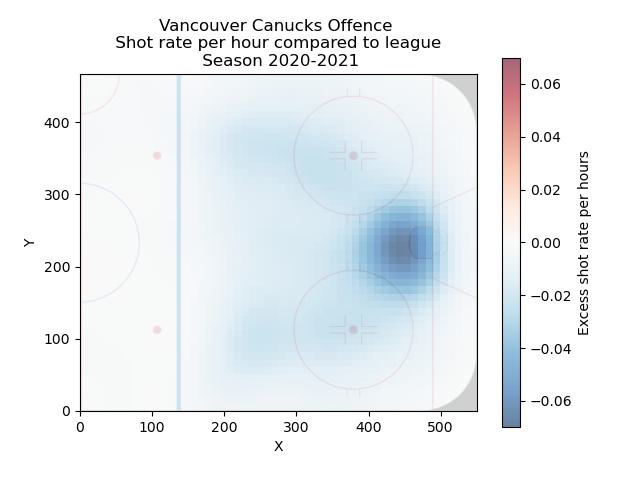 Vancouver Canucks Offence
Shot rate per hour compared to league
Season 2020-2021
Y
400
300
200
100
0
0 100 200 300 400 500
X
0.06
0.04
0.02
0.00
−0.02
−0.04
−0.06
Excess shot rate per hours